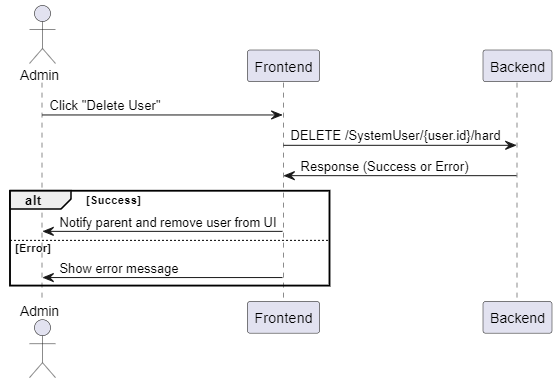 Admin
Frontend
Backend
Click "Delete User"
DELETE /SystemUser/{user.id}/hard
Response (Success or Error)
alt
[Success]
Notify parent and remove user from UI
[Error]
Show error message
Admin
Frontend
Backend